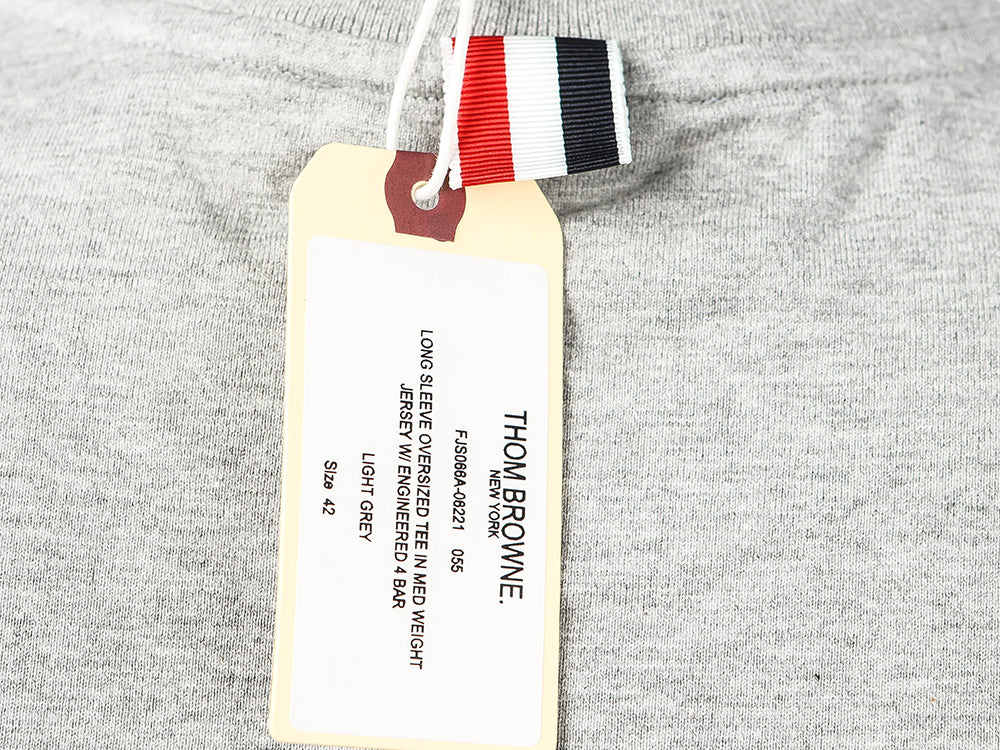 THOM BROWNE.
NEW YORK
FJS066A-06221 055
LONG SLEEVE OVERSIZED TEE IN MED WEIGHT
JERSEY W/ ENGINEERED 4 BAR
LIGHT GREY
Size 42